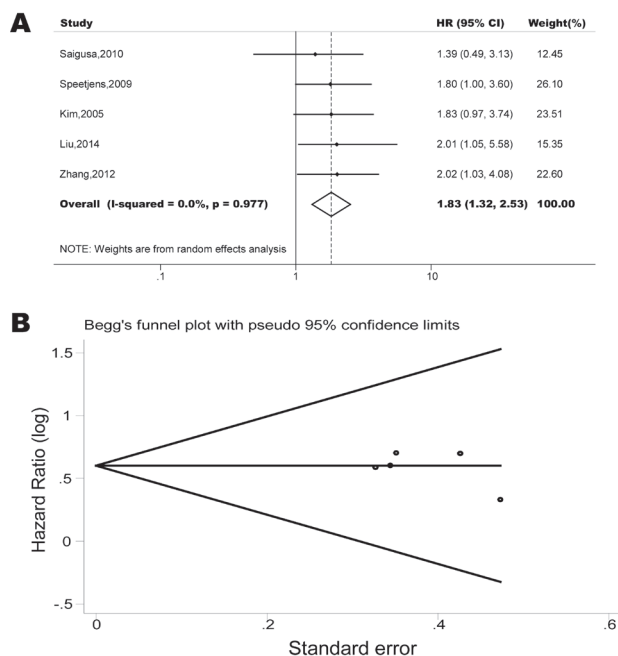 A
Study HR (95% CI) Weight(%)
Saigusa,2010 1.39 (0.49, 3.13) 12.45
Speetjens,2009 1.80 (1.00, 3.60) 26.10
Kim,2005 1.83 (0.97, 3.74) 23.51
Liu,2014 2.01 (1.05, 5.58) 15.35
Zhang,2012 2.02 (1.03, 4.08) 22.60
Overall (I-squared = 0.0%, p = 0.977) 1.83 (1.32, 2.53) 100.00
NOTE: Weights are from random effects analysis
.1 1 10
B
Begg's funnel plot with pseudo 95% confidence limits
Hazard Ratio (log)
1.5
1
.5
0
-.5
0 .2 .4 .6
Standard error